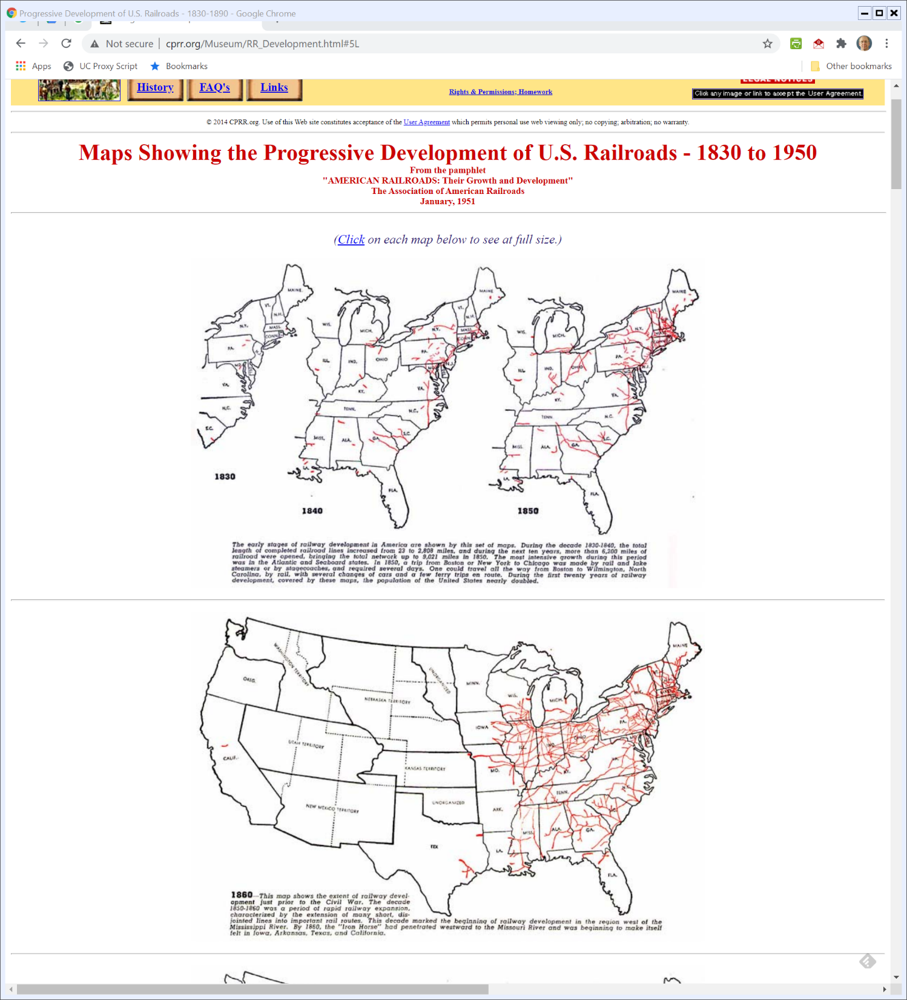 Progressive Development of U.S. Railroads - 1830-1890 - Google Chrome
Not secure | cprr.org/Museum/RR_Development.html#5L
Apps UC Proxy Script Bookmarks Other bookmarks
History FAQ's Links
Rights & Permissions; Homework
LEGAL NOTICES
Click any image or link to accept the User Agreement.
© 2014 CPRR.org. Use of this Web site constitutes acceptance of the User Agreement which permits personal use web viewing only; no copying; arbitration; no warranty.
Maps Showing the Progressive Development of U.S. Railroads - 1830 to 1950
From the pamphlet
"AMERICAN RAILROADS: Their Growth and Development"
The Association of American Railroads
January, 1951
(Click on each map below to see at full size.)
MAINE
VT.
N.H.
N.Y.
MASS.
CONN.
PA.
MD.
VA.
N.C.
S.C.
1830
MAINE
VT.
N.H.
WIS.
MICH.
N.Y.
MASS.
CONN.
PA.
ILL.
IND.
OHIO
MD.
N.J.
KY.
VA.
TENN.
N.C.
MISS.
ALA.
GA.
S.C.
LA.
FLA.
1840
MAINE
VT.
WIS.
MICH.
N.Y.
MASS.
CONN.
PA.
ILL.
IND.
OHIO
MD.
N.J.
KY.
VA.
TENN.
N.C.
MISS.
ALA.
GA.
S.C.
LA.
FLA.
1850
The early stages of railway development in America are shown by this set of maps. During the decade 1830-1840, the total
length of completed railroad lines increased from 23 to 2,808 miles, and during the next ten years, more than 6,200 miles of
railroad were opened, bringing the total network up to 9,021 miles in 1850. The most intensive growth during this period
was in the Atlantic and Seaboard states. In 1850, a trip from Boston or New York to Chicago was made by rail and lake
steamers or by stagecoaches, and required several days. One could travel all the way from Boston to Wilmington, North
Carolina, by rail, with several changes of cars and a few ferry trips en route. During the first twenty years of railway
development, covered by these maps, the population of the United States nearly doubled.
MAINE
WASHINGTON TERRITORY
OREG.
UNORGANIZED
MINN.
NEBRASKA TERRITORY
WIS.
MICH.
VT.
N.Y.
MASS.
IOWA
PA.
UTAH TERRITORY
ILL.
IND.
OHIO
MD.
CALIF.
KANSAS TERRITORY
MO.
KY.
VA.
NEW MEXICO TERRITORY
UNORGANIZED
ARK.
TENN.
N.C.
S.C.
TEX
LA.
MISS.
ALA.
GA.
FLA.
1860—This map shows the extent of railway devel-
opment just prior to the Civil War. The decade
1850-1860 was a period of rapid railway expansion,
characterized by the extension of many short, dis-
jointed lines into important rail routes. This decade marked the beginning of railway development in the region west of the
Mississippi River. By 1860, the "Iron Horse" had penetrated westward to the Missouri River and was beginning to make itself
felt in Iowa, Arkansas, Texas, and California.